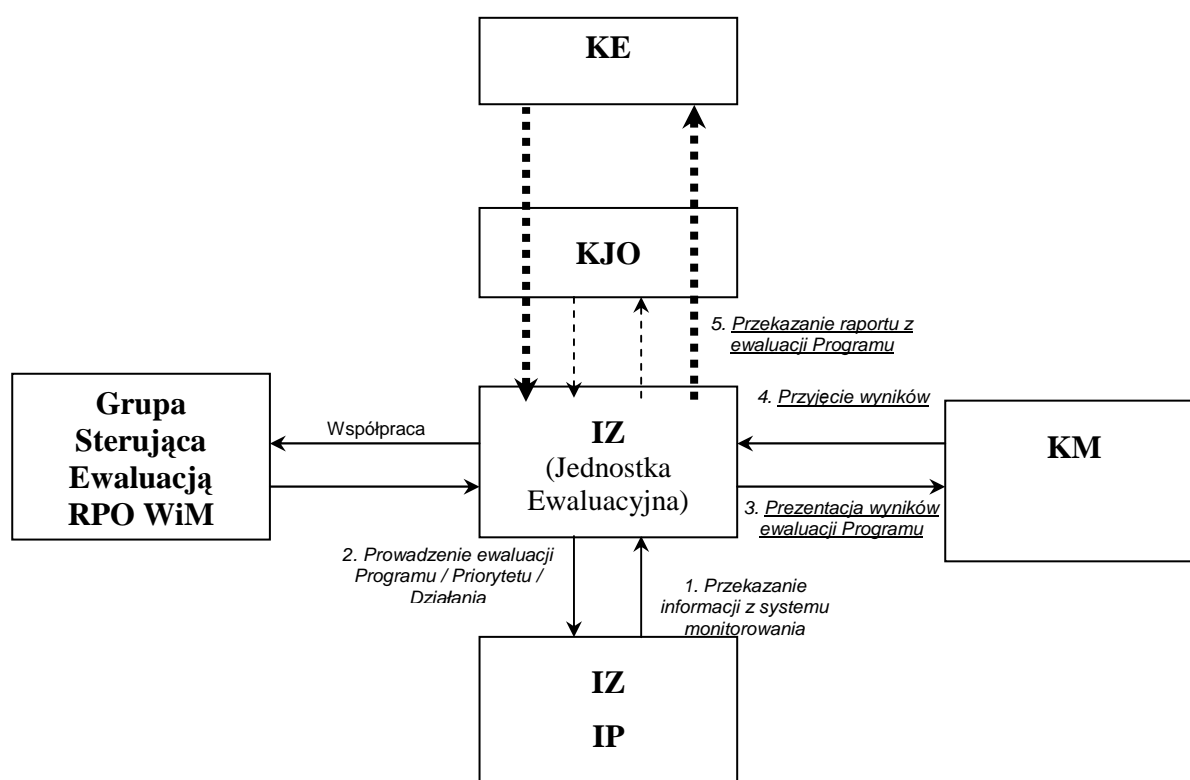 KE
KJO
5. Przekazanie raportu z
ewaluacji Programu
Grupa
Sterująca
Ewaluacją
RPO WiM
Współpraca
IZ
(Jednostka
Ewaluacyjna)
4. Przyjęcie wyników
KM
3. Prezentacja wyników
ewaluacji Programu
2. Prowadzenie ewaluacji
Programu / Priorytetu /
Działania
1. Przekazanie
informacji z systemu
monitorowania
IZ
IP